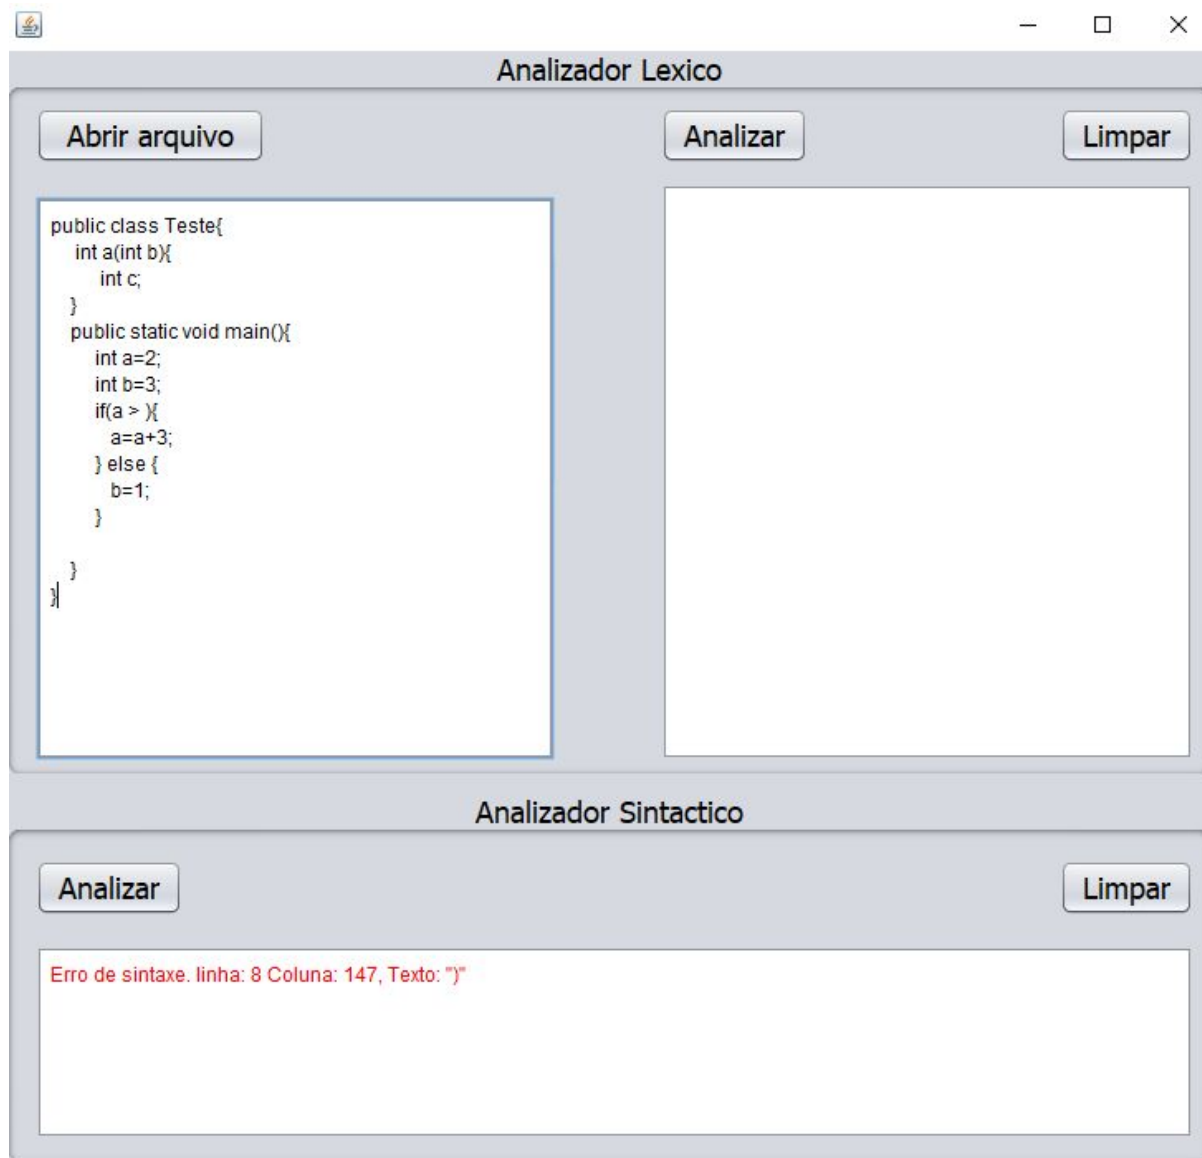 Analizador Lexico
Abrir arquivo
Analizar
Limpar
public class Teste{
int a(int b){
int c;
}
public static void main(){
int a=2;
int b=3;
if(a > ){
a=a+3;
} else {
b=1;
}
}
}
Analizador Sintactico
Analizar
Limpar
Erro de sintaxe. linha: 8 Coluna: 147, Texto: ")"